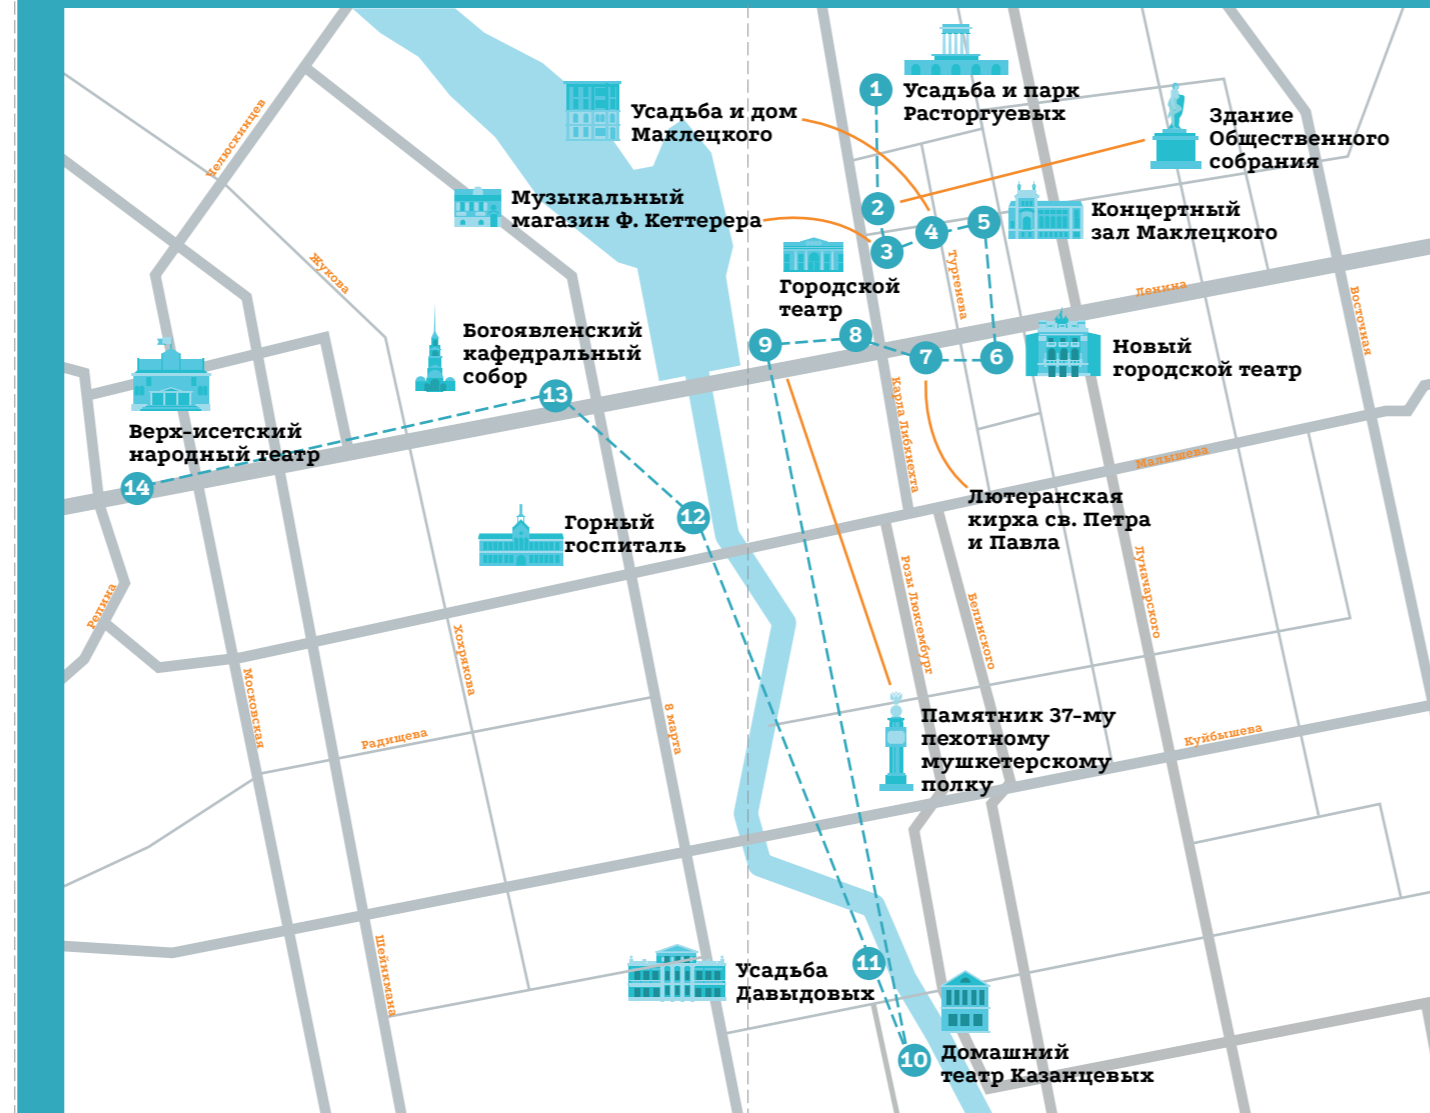 1
Усадьба и парк
Расторгуевых
Усадьба и дом
Маклецкого
Здание
Общественного
собрания
Челюскинцев
Музыкальный
магазин Ф. Кеттерера
2
3
4
5
Концертный
зал Маклецкого
Жукова
Городской
театр
Тургенева
Ленина
Восточная
Богоявленский
кафедральный
собор
9
8
7
6
Новый
городской театр
13
Карла Либкнехта
Верх-исетский
народный театр
14
Малышева
Лютеранская
кирха св. Петра
и Павла
Горный
госпиталь
12
Репина
Розы Люксембург
Белинского
Луначарского
Хохрякова
Московская
Радищева
8 марта
Памятник 37-му
пехотному
мушкетерскому
полку
Куйбышева
Шейнкмана
Усадьба
Давыдовых
11
10
Домашний
театр Казанцевых